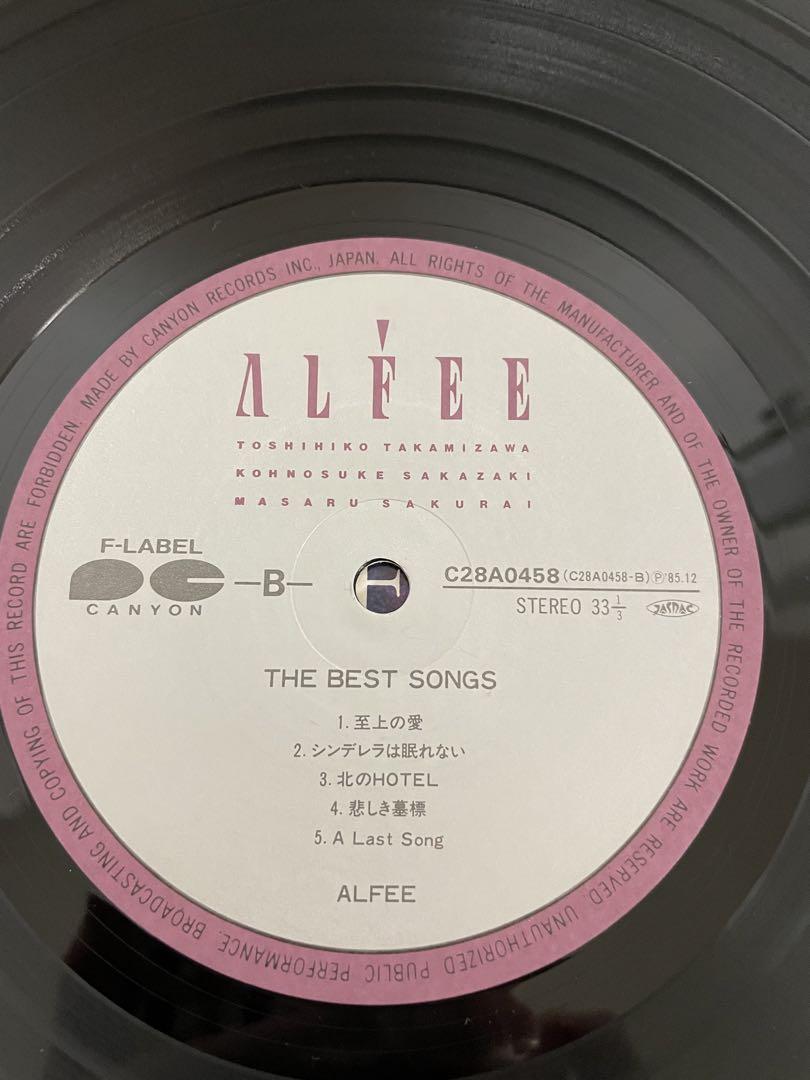 MADE BY CANYON RECORDS INC., JAPAN. ALL RIGHTS OF THE MANUFACTURER AND OF THE OWNER OF THE RECORDED WORK ARE RESERVED. UNAUTHORIZED PUBLIC PERFORMANCE, BROADCASTING AND COPYING OF THIS RECORD ARE FORBIDDEN.
ALFEE
TOSHIHIKO TAKAMIZAWA
KOHNOSUKE SAKAZAKI
MASARU SAKURAI
F-LABEL
PC
CANYON
—B—
C28A0458 (C28A0458-B) Ⓟ'85.12
STEREO 33 1/3 JASRAC
THE BEST SONGS
1. 至上の愛
2. シンデレラは眠れない
3. 北のHOTEL
4. 悲しき墓標
5. A Last Song
ALFEE